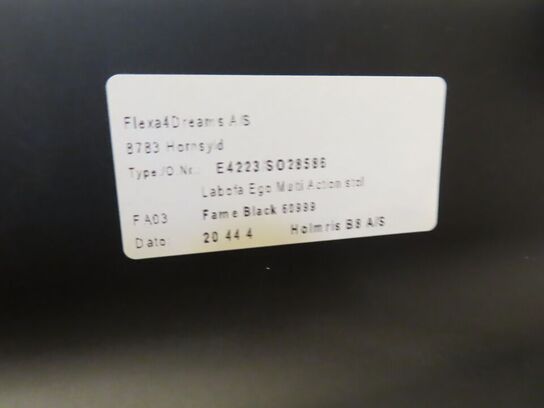 Flexa4Dreams A/S
8783 Hornsyld
Type/O.Nr.: E4223/SO28586
Labofa Ego Multi Action stol
FA03 Fame Black 60999
Dato: 20 44 4 Holmris B8 A/S